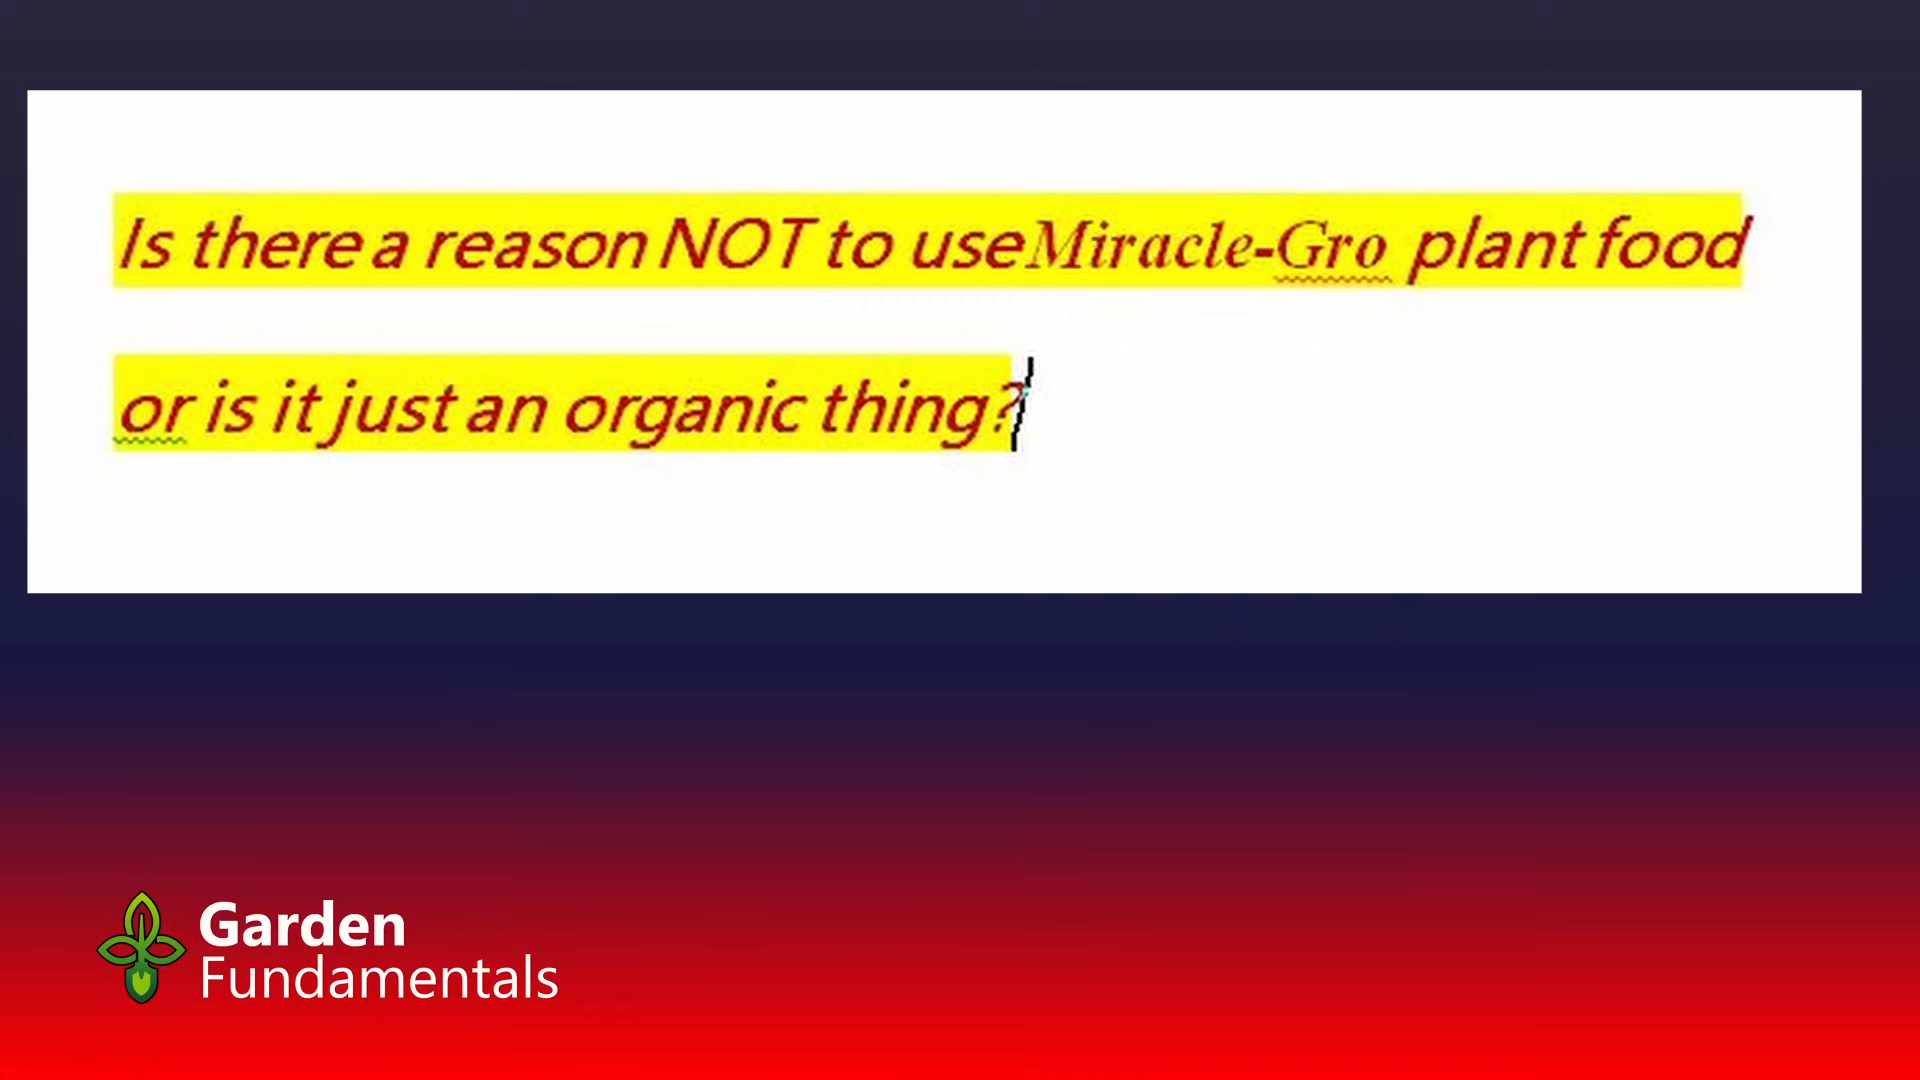 Is there a reason NOT to use Miracle-Gro plant food
or is it just an organic thing?
Garden
Fundamentals